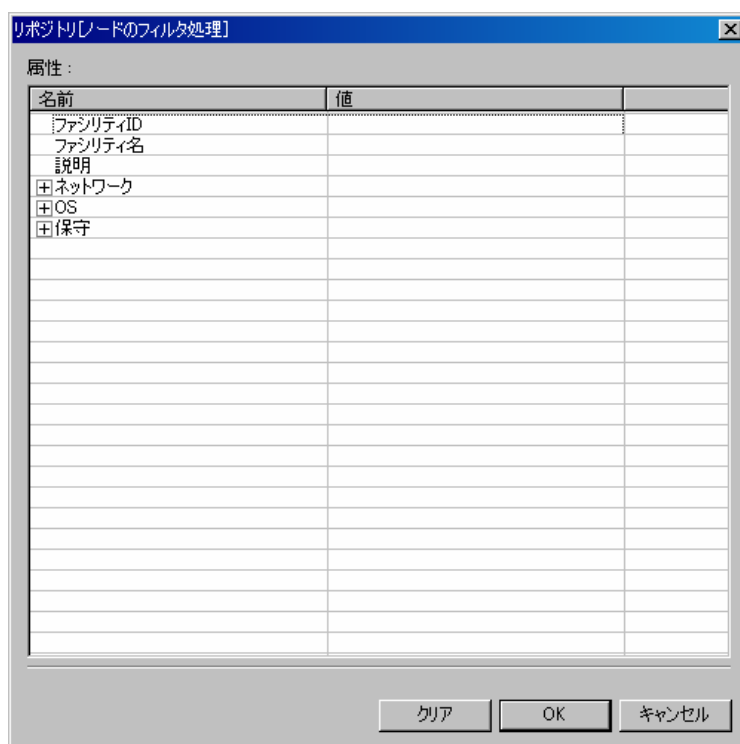 リポジトリ[ノードのフィルタ処理]
属性 :
名前 値
ファシリティID
ファシリティ名
説明
ネットワーク
OS
保守
クリア OK キャンセル